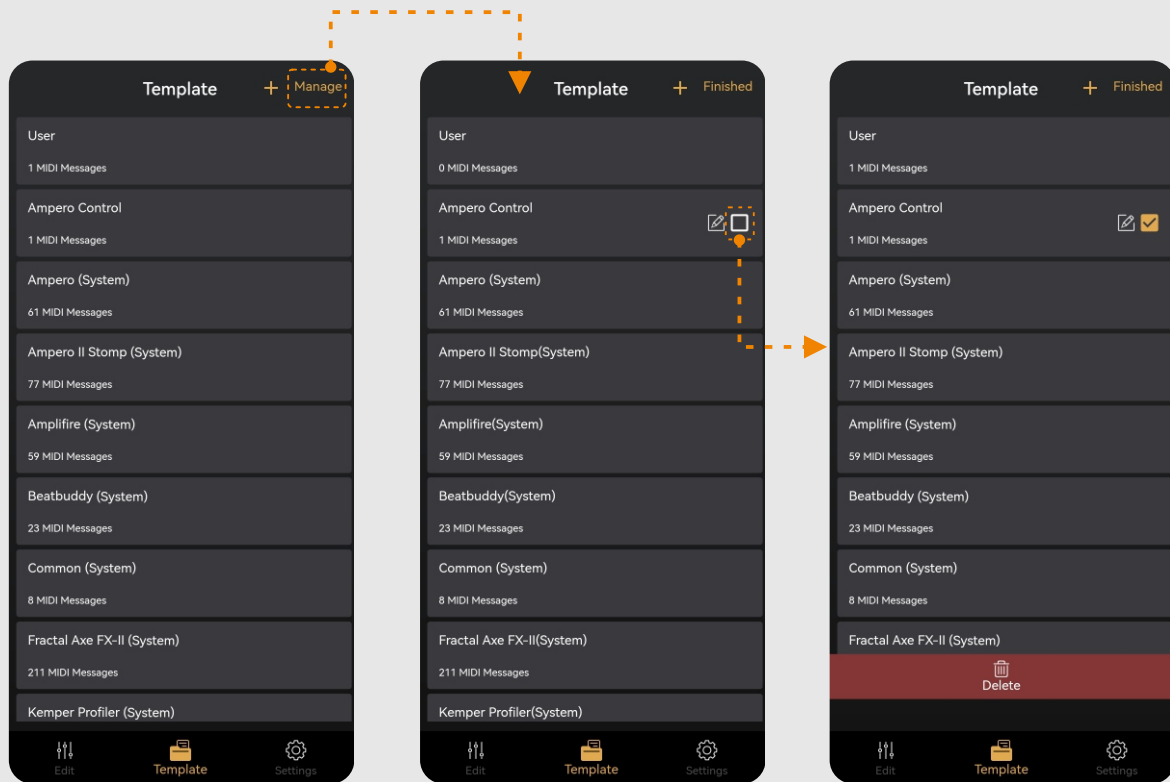 Template
Manage
User
1 MIDI Messages
Ampero Control
1 MIDI Messages
Ampero (System)
61 MIDI Messages
Ampero II Stomp (System)
77 MIDI Messages
Amplifire (System)
59 MIDI Messages
Beatbuddy (System)
23 MIDI Messages
Common (System)
8 MIDI Messages
Fractal Axe FX-II (System)
211 MIDI Messages
Kemper Profiler (System)
Edit
Template
Settings
Template
Finished
User
0 MIDI Messages
Ampero Control
1 MIDI Messages
Ampero (System)
61 MIDI Messages
Ampero II Stomp(System)
77 MIDI Messages
Amplifire(System)
59 MIDI Messages
Beatbuddy(System)
23 MIDI Messages
Common (System)
8 MIDI Messages
Fractal Axe FX-II(System)
211 MIDI Messages
Kemper Profiler(System)
Edit
Template
Settings
Template
Finished
User
1 MIDI Messages
Ampero Control
1 MIDI Messages
Ampero (System)
61 MIDI Messages
Ampero II Stomp (System)
77 MIDI Messages
Amplifire (System)
59 MIDI Messages
Beatbuddy (System)
23 MIDI Messages
Common (System)
8 MIDI Messages
Fractal Axe FX-II (System)
Delete
Edit
Template
Settings